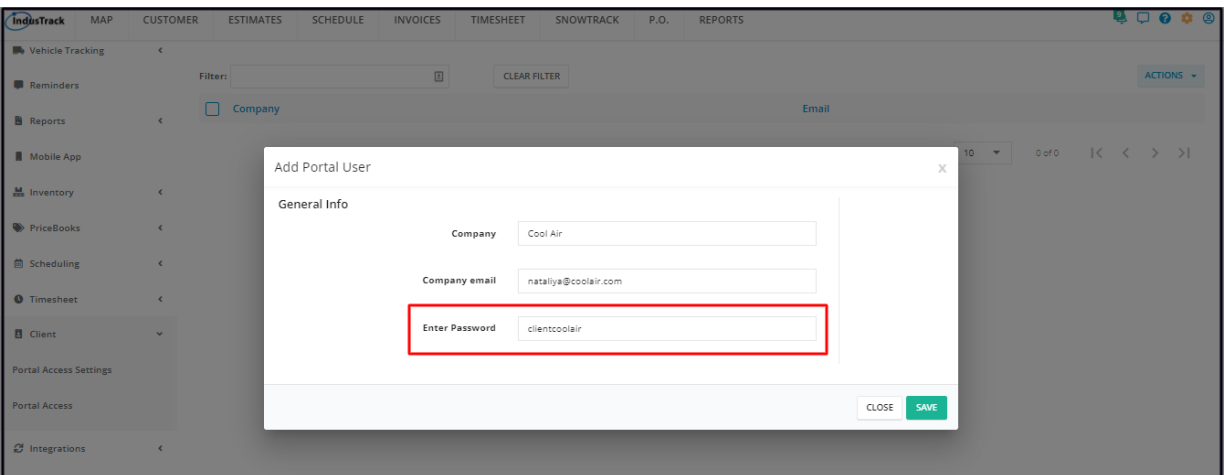 IndusTrack MAP CUSTOMER ESTIMATES SCHEDULE INVOICES TIMESHEET SNOWTRACK P.O. REPORTS
Vehicle Tracking
Reminders
Reports
Mobile App
Inventory
PriceBooks
Scheduling
Timesheet
Client
Portal Access Settings
Portal Access
Integrations
Filter: CLEAR FILTER ACTIONS
Company Email
10 0 of 0
Add Portal User x
General Info
Company Cool Air
Company email nataliya@coolair.com
Enter Password clientcoolair
CLOSE SAVE